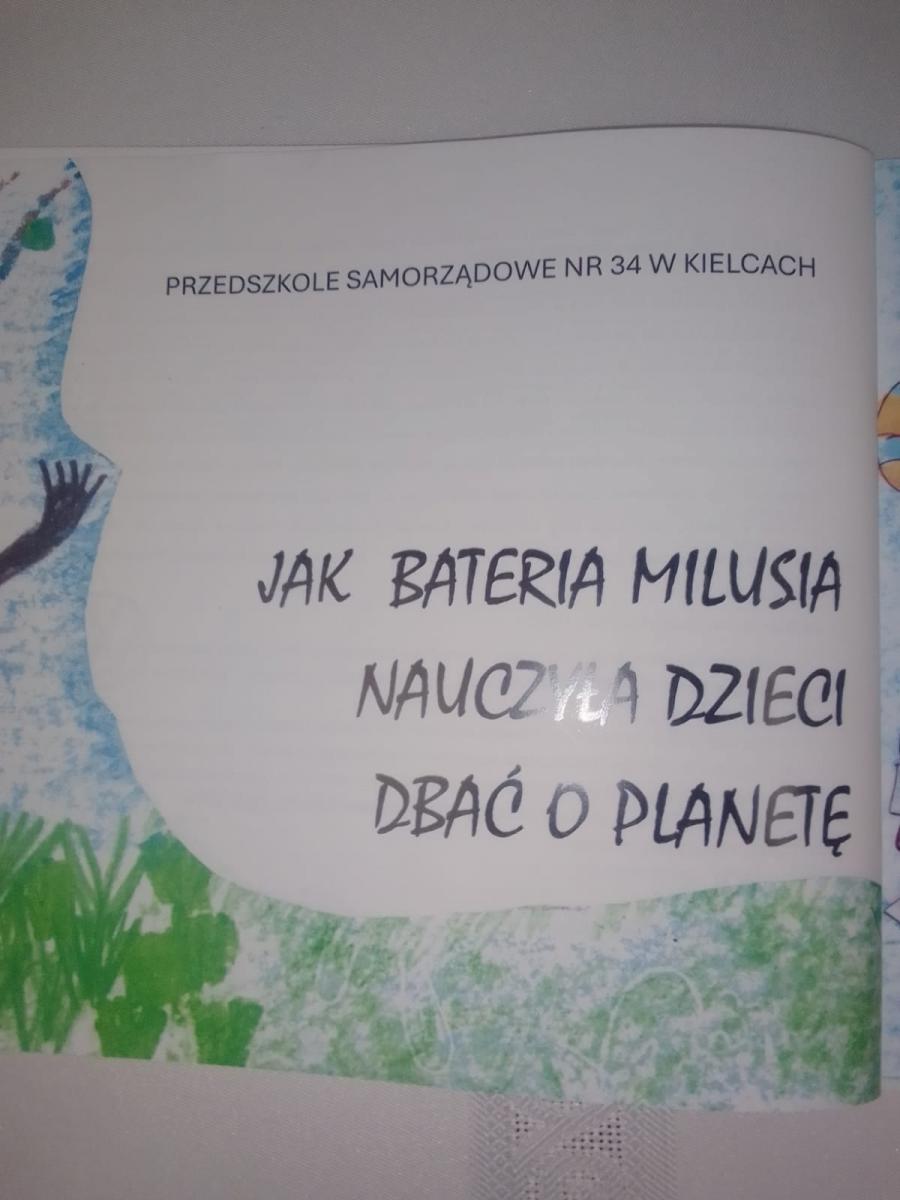 PRZEDSZKOLE SAMORZĄDOWE NR 34 W KIELCACH
JAK BATERIA MILUSIA
NAUCZYŁA DZIECI
DBAĆ O PLANETĘ